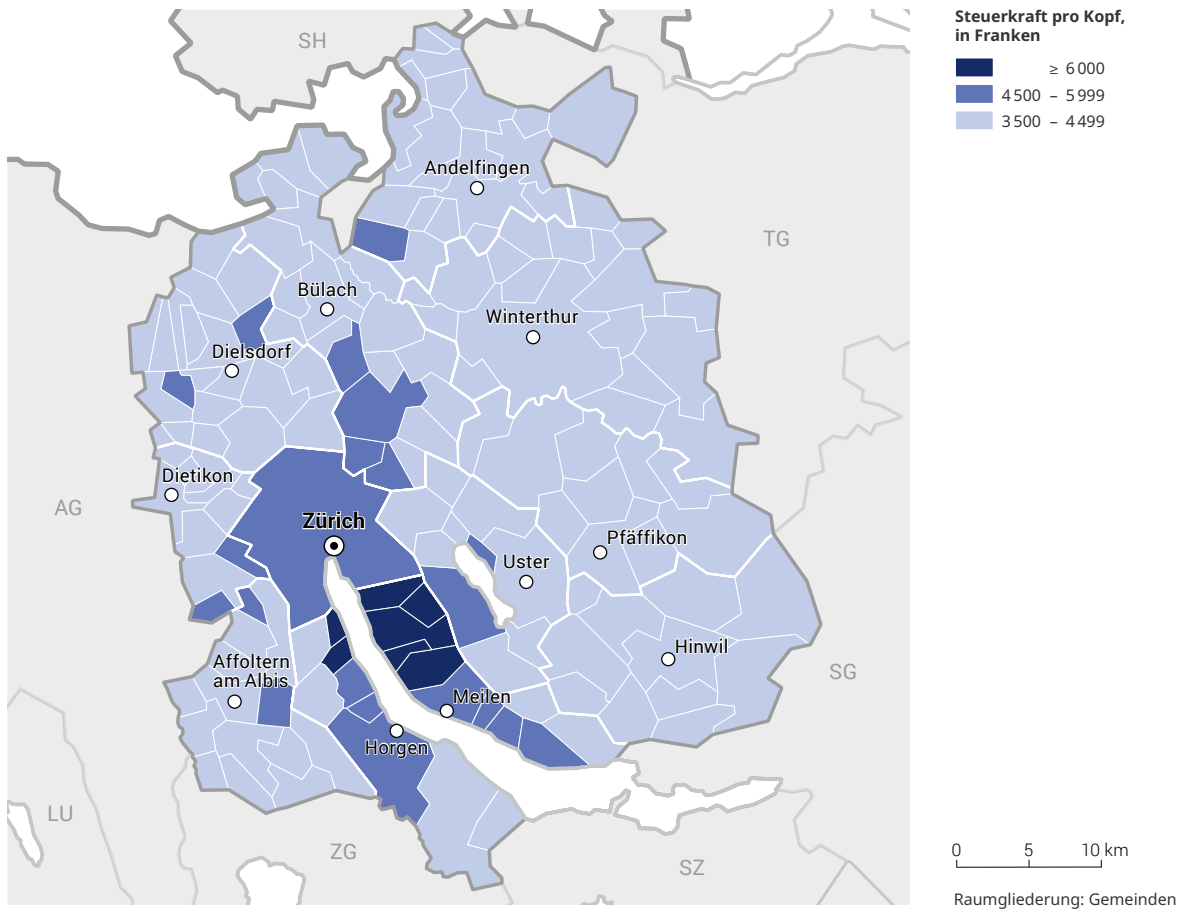 Steuerkraft pro Kopf,
in Franken
≥ 6 000
4 500 – 5 999
3 500 – 4 499
SH
Andelfingen
TG
Bülach
Winterthur
Dielsdorf
Dietikon
AG
Zürich
Pfäffikon
Uster
Hinwil
Affoltern
am Albis
SG
Meilen
Horgen
LU
ZG
SZ
0 5 10 km
Raumgliederung: Gemeinden